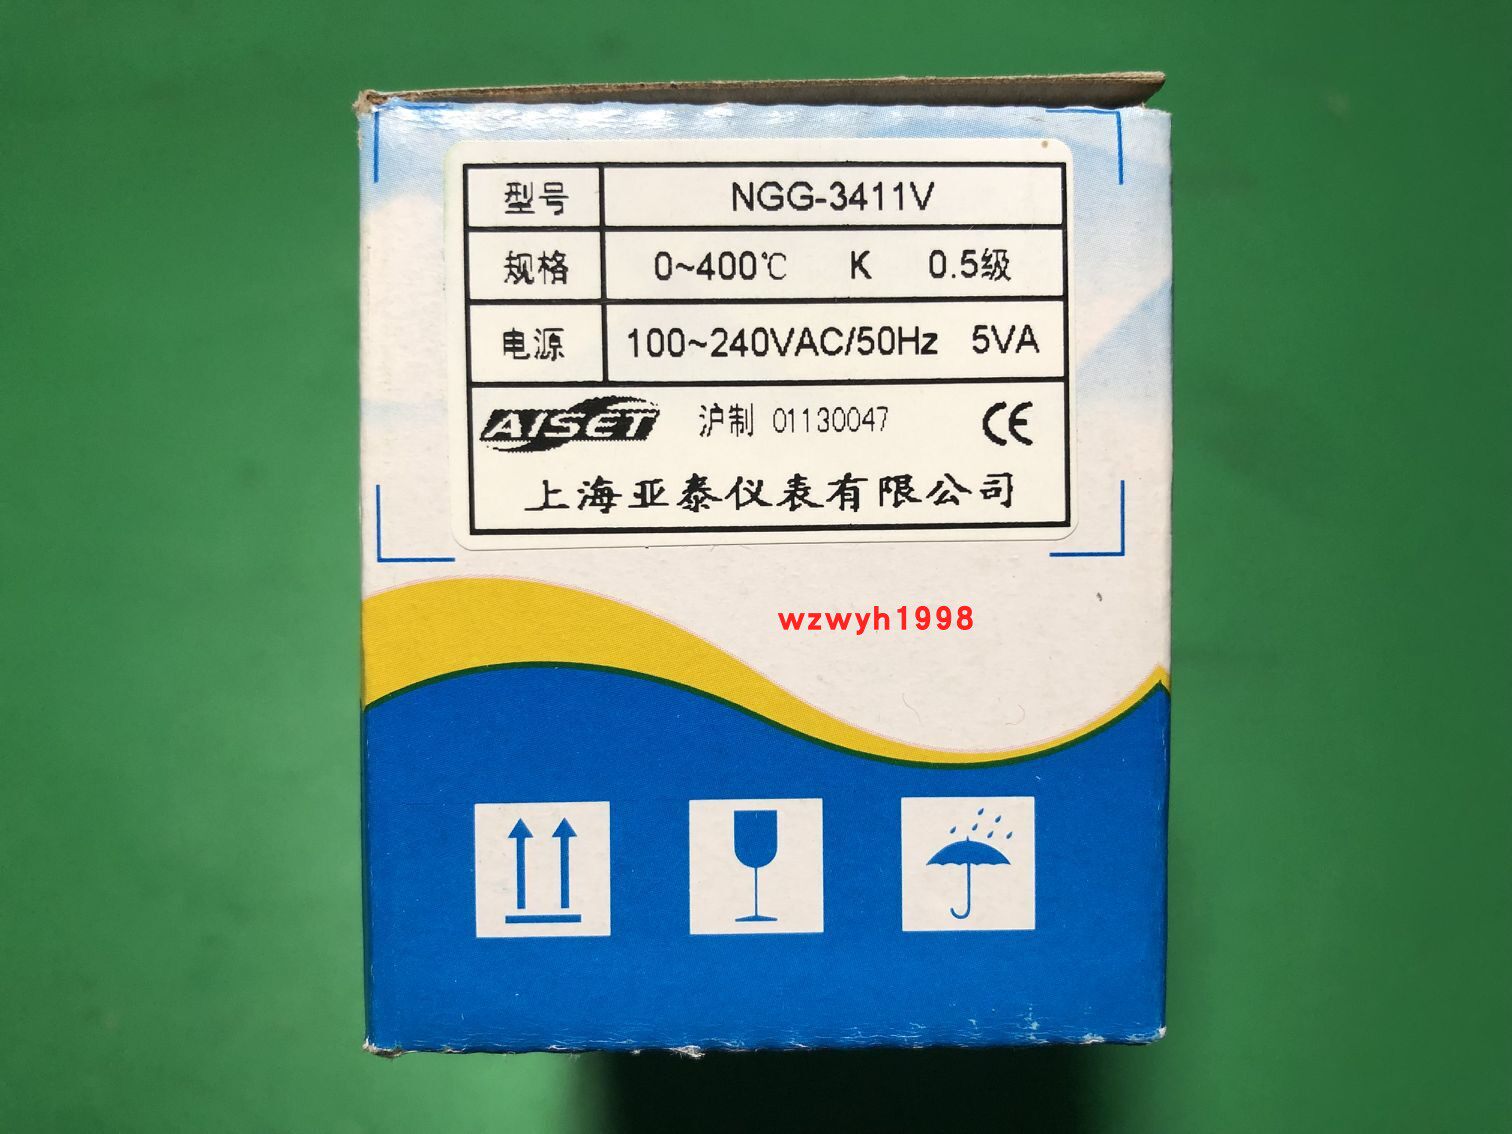 型号 NGG-3411V
规格 0~400℃ K 0.5级
电源 100~240VAC/50Hz 5VA
AISET 沪制 01130047 CE
上海亚泰仪表有限公司
wzwyh1998